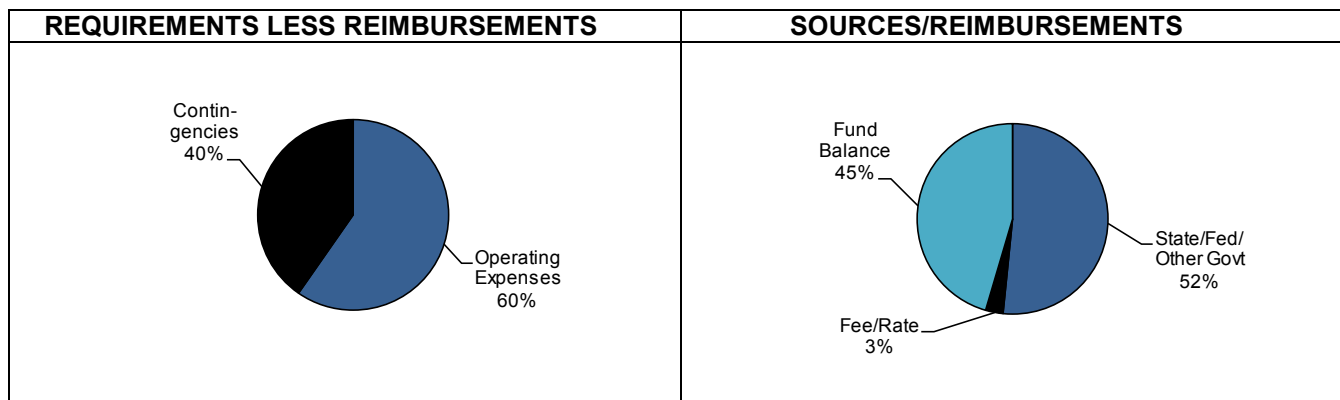 REQUIREMENTS LESS REIMBURSEMENTS
SOURCES/REIMBURSEMENTS
Contin-
gencies
40%
Operating
Expenses
60%
Fund
Balance
45%
State/Fed/
Other Govt
52%
Fee/Rate
3%